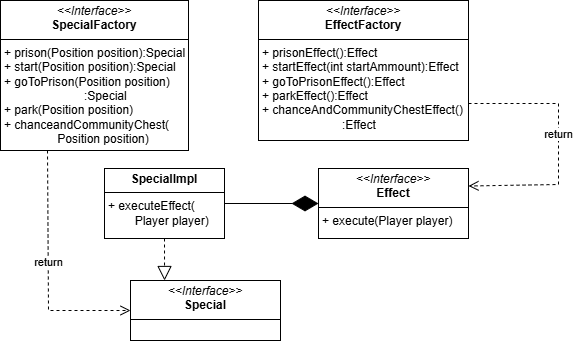 <<Interface>>
SpecialFactory
+ prison(Position position):Special
+ start(Position position):Special
+ goToPrison(Position position)
:Special
+ park(Position position)
+ chanceandCommunityChest(
Position position)
<<Interface>>
EffectFactory
+ prisonEffect():Effect
+ startEffect(int startAmmount):Effect
+ goToPrisonEffect():Effect
+ parkEffect():Effect
+ chanceAndCommunityChestEffect()
:Effect
return
SpecialImpl
+ executeEffect(
Player player)
<<Interface>>
Effect
+ execute(Player player)
return
<<Interface>>
Special